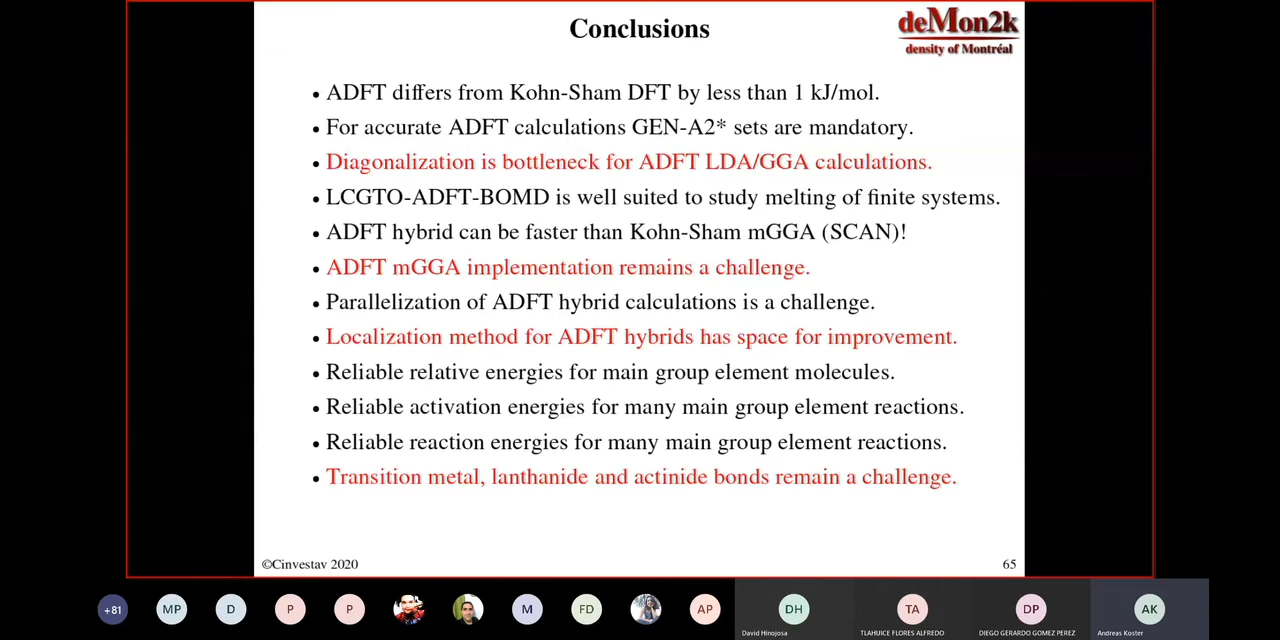 Conclusions
deMon2k
density of Montréal
• ADFT differs from Kohn-Sham DFT by less than 1 kJ/mol.
• For accurate ADFT calculations GEN-A2* sets are mandatory.
• Diagonalization is bottleneck for ADFT LDA/GGA calculations.
• LCGTO-ADFT-BOMD is well suited to study melting of finite systems.
• ADFT hybrid can be faster than Kohn-Sham mGGA (SCAN)!
• ADFT mGGA implementation remains a challenge.
• Parallelization of ADFT hybrid calculations is a challenge.
• Localization method for ADFT hybrids has space for improvement.
• Reliable relative energies for main group element molecules.
• Reliable activation energies for many main group element reactions.
• Reliable reaction energies for many main group element reactions.
• Transition metal, lanthanide and actinide bonds remain a challenge.
©Cinvestav 2020
65
+81 MP D P P M FD AP DH TA DP AK
David Hinojosa TLAHUICE FLORES ALFREDO DIEGO GERARDO GOMEZ PEREZ Andreas Koster